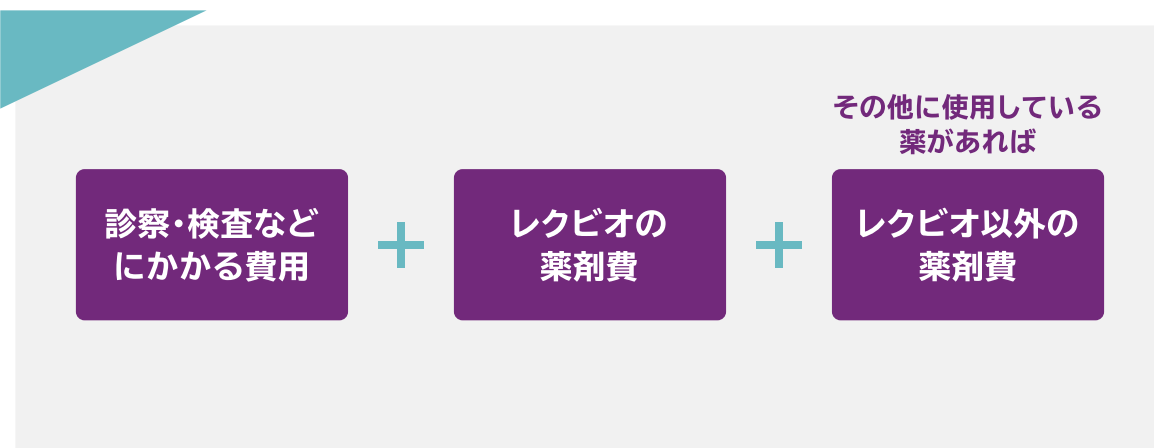 診察・検査など
にかかる費用
+
レクビオの
薬剤費
+
その他に使用している
薬があれば
レクビオ以外の
薬剤費